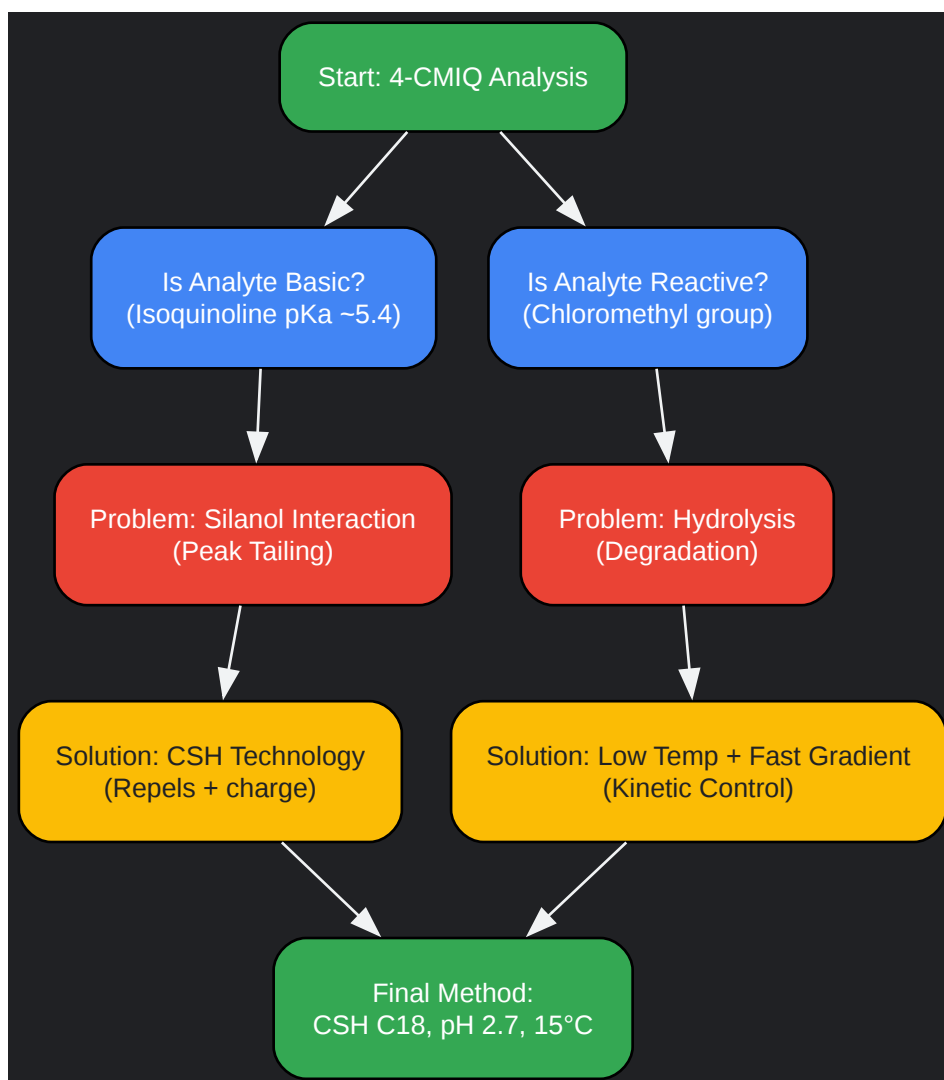 Start: 4-CMIQ Analysis
Is Analyte Basic?
(Isoquinoline pKa ~5.4)
Is Analyte Reactive?
(Chloromethyl group)
Problem: Silanol Interaction
(Peak Tailing)
Problem: Hydrolysis
(Degradation)
Solution: CSH Technology
(Repels + charge)
Solution: Low Temp + Fast Gradient
(Kinetic Control)
Final Method:
CSH C18, pH 2.7, 15°C